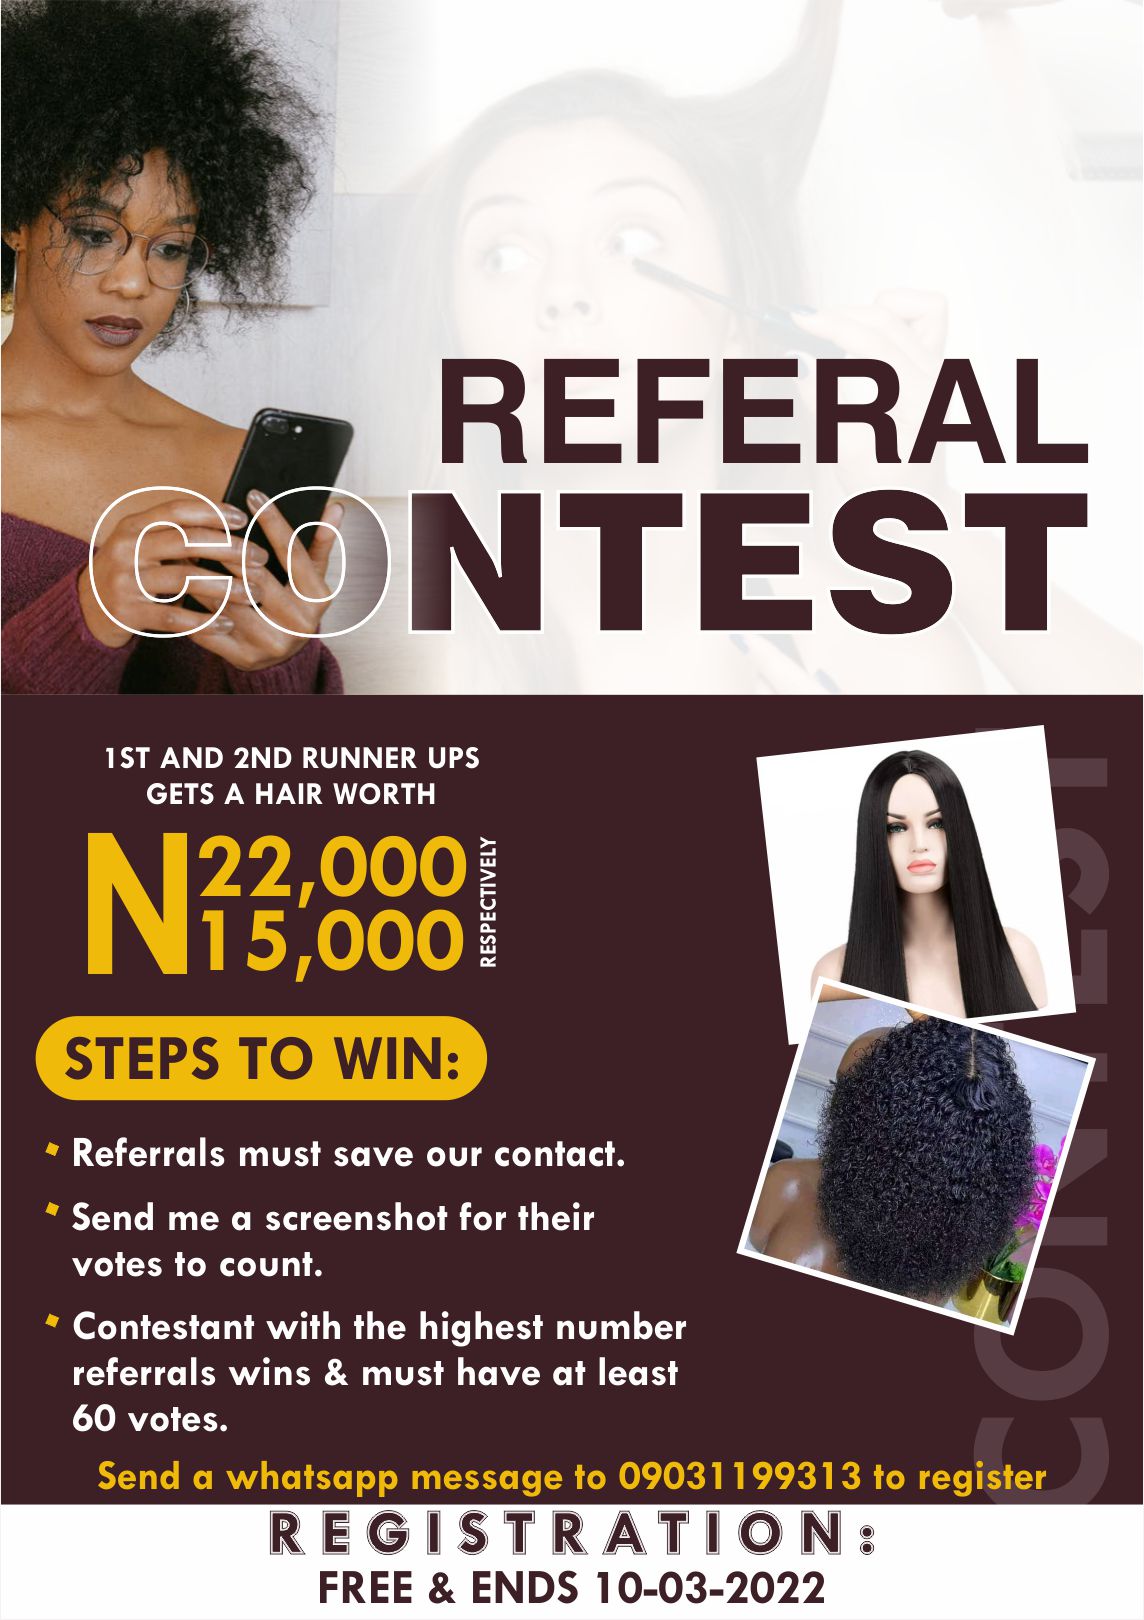 REFERAL
CONTEST
1ST AND 2ND RUNNER UPS
GETS A HAIR WORTH
N22,000
15,000
RESPECTIVELY
STEPS TO WIN:
Referrals must save our contact.
Send me a screenshot for their
votes to count.
Contestant with the highest number
referrals wins & must have at least
60 votes.
CONTEST
Send a whatsapp message to 09031199313 to register
REGISTRATION:
FREE & ENDS 10-03-2022